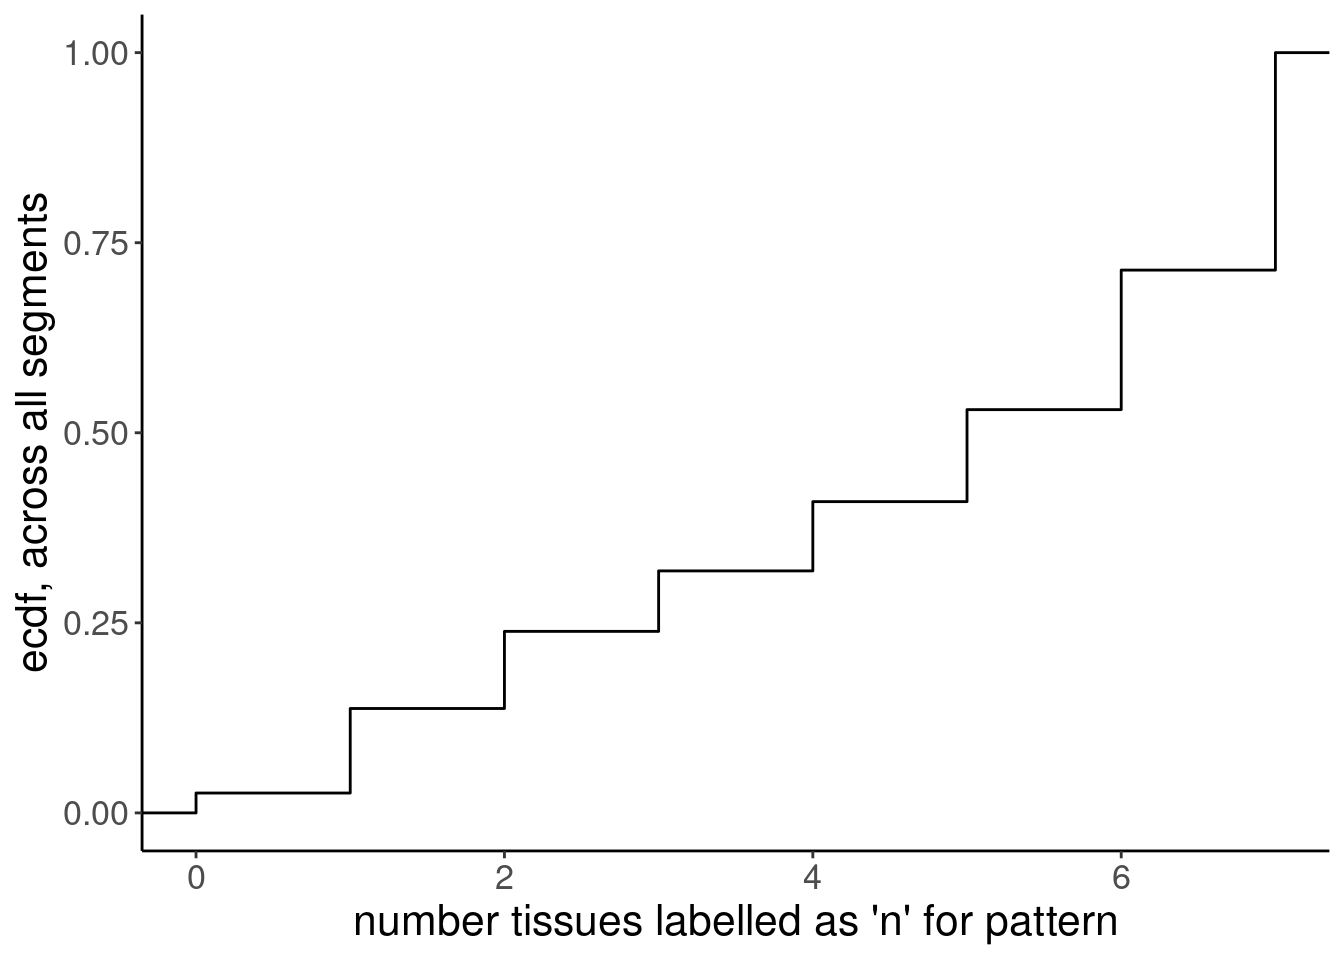 ecdf, across all segments
1.00
0.75
0.50
0.25
0.00
0 2 4 6
number tissues labelled as 'n' for pattern